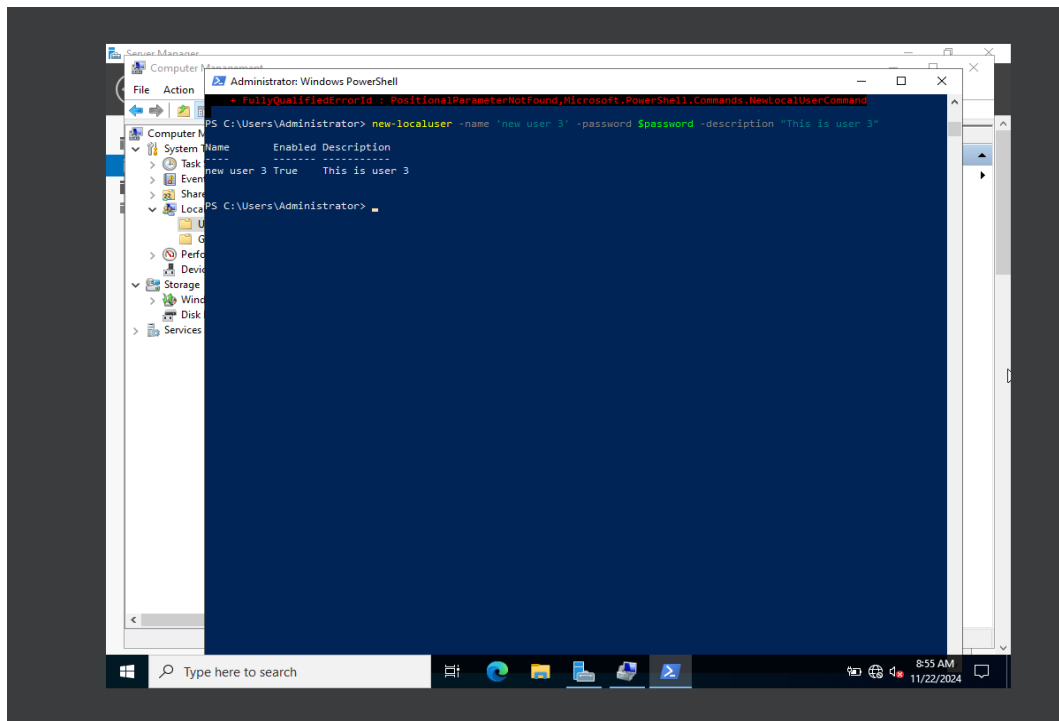 Server Manager
Computer Management
Administrator: Windows PowerShell
File Action
+ FullyQualifiedErrorId : PositionalParameterNotFound,Microsoft.PowerShell.Commands.NewLocalUserCommand
PS C:\Users\Administrator> new-localuser -name 'new user 3' -password $password -description "This is user 3"
Computer M
System T
Name Enabled Description
---- ------- -----------
Task
new user 3 True This is user 3
Even
Share
Loca
PS C:\Users\Administrator>
U
G
Perfo
Devic
Storage
Wind
Disk
Services
Type here to search
8:55 AM
11/22/2024